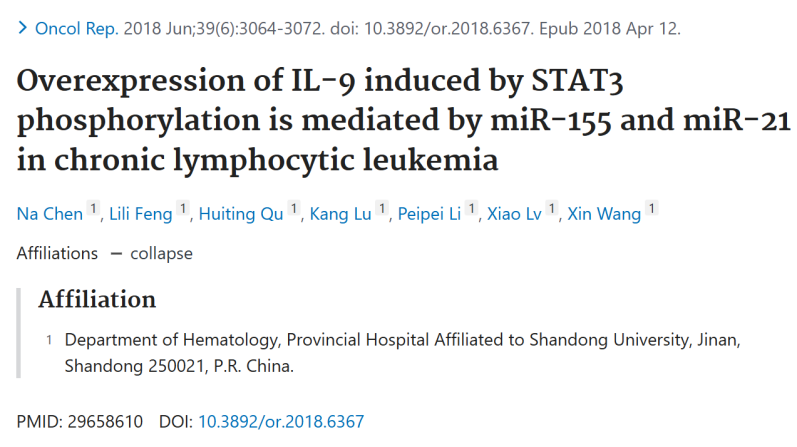 > Oncol Rep. 2018 Jun;39(6):3064-3072. doi: 10.3892/or.2018.6367. Epub 2018 Apr 12.
Overexpression of IL-9 induced by STAT3
phosphorylation is mediated by miR-155 and miR-21
in chronic lymphocytic leukemia
Na Chen 1, Lili Feng 1, Huiting Qu 1, Kang Lu 1, Peipei Li 1, Xiao Lv 1, Xin Wang 1
Affiliations — collapse
Affiliation
1 Department of Hematology, Provincial Hospital Affiliated to Shandong University, Jinan,
Shandong 250021, P.R. China.
PMID: 29658610 DOI: 10.3892/or.2018.6367